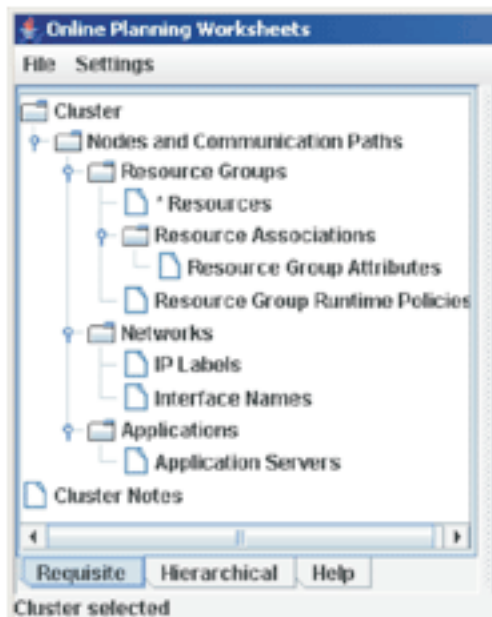 Online Planning Worksheets
File Settings
Cluster
Nodes and Communication Paths
Resource Groups
* Resources
Resource Associations
Resource Group Attributes
Resource Group Runtime Policies
Networks
IP Labels
Interface Names
Applications
Application Servers
Cluster Notes
Requisite Hierarchical Help
Cluster selected